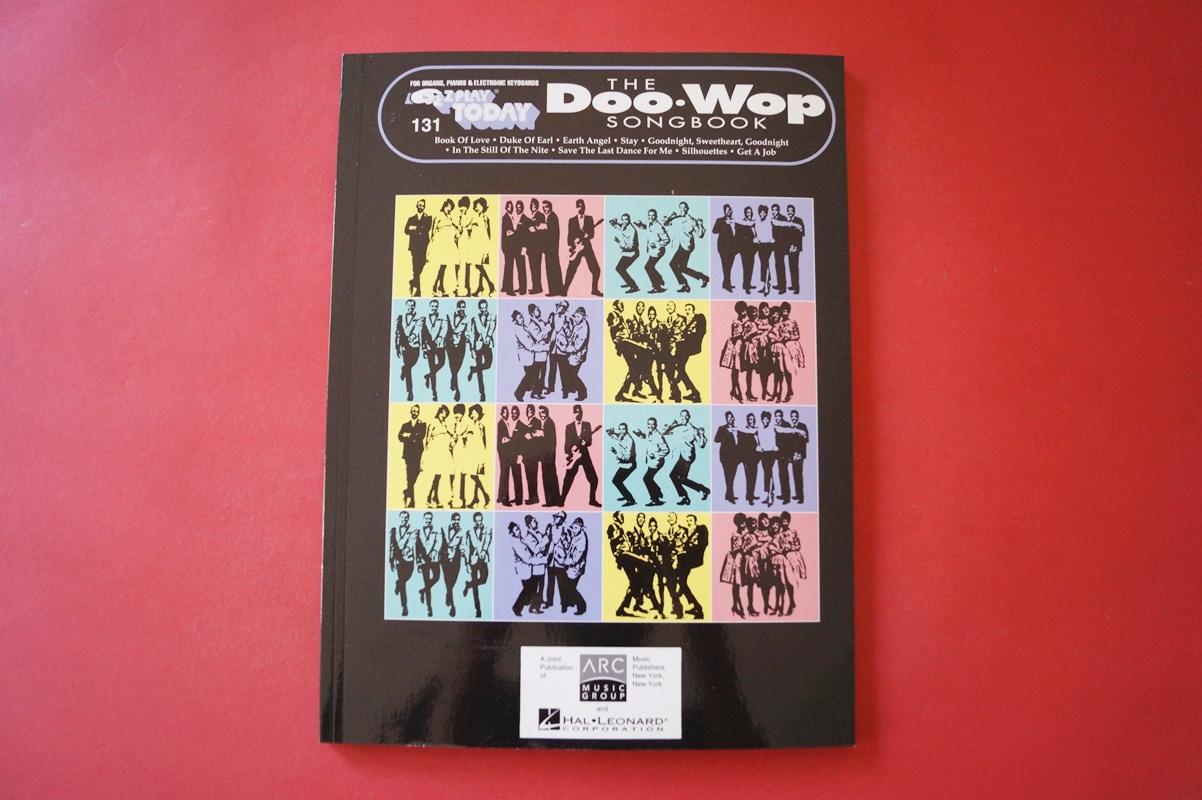 FOR ORGANS, PIANOS & ELECTRONIC KEYBOARDS
E-Z PLAY®
TODAY
131
THE
Doo•Wop
SONGBOOK
Book Of Love • Duke Of Earl • Earth Angel • Stay • Goodnight, Sweetheart, Goodnight
• In The Still Of The Nite • Save The Last Dance For Me • Silhouettes • Get A Job
A Joint
Publication
of
ARC
MUSIC
GROUP
Music
Publishers,
New York,
New York
and
HAL•LEONARD®
CORPORATION